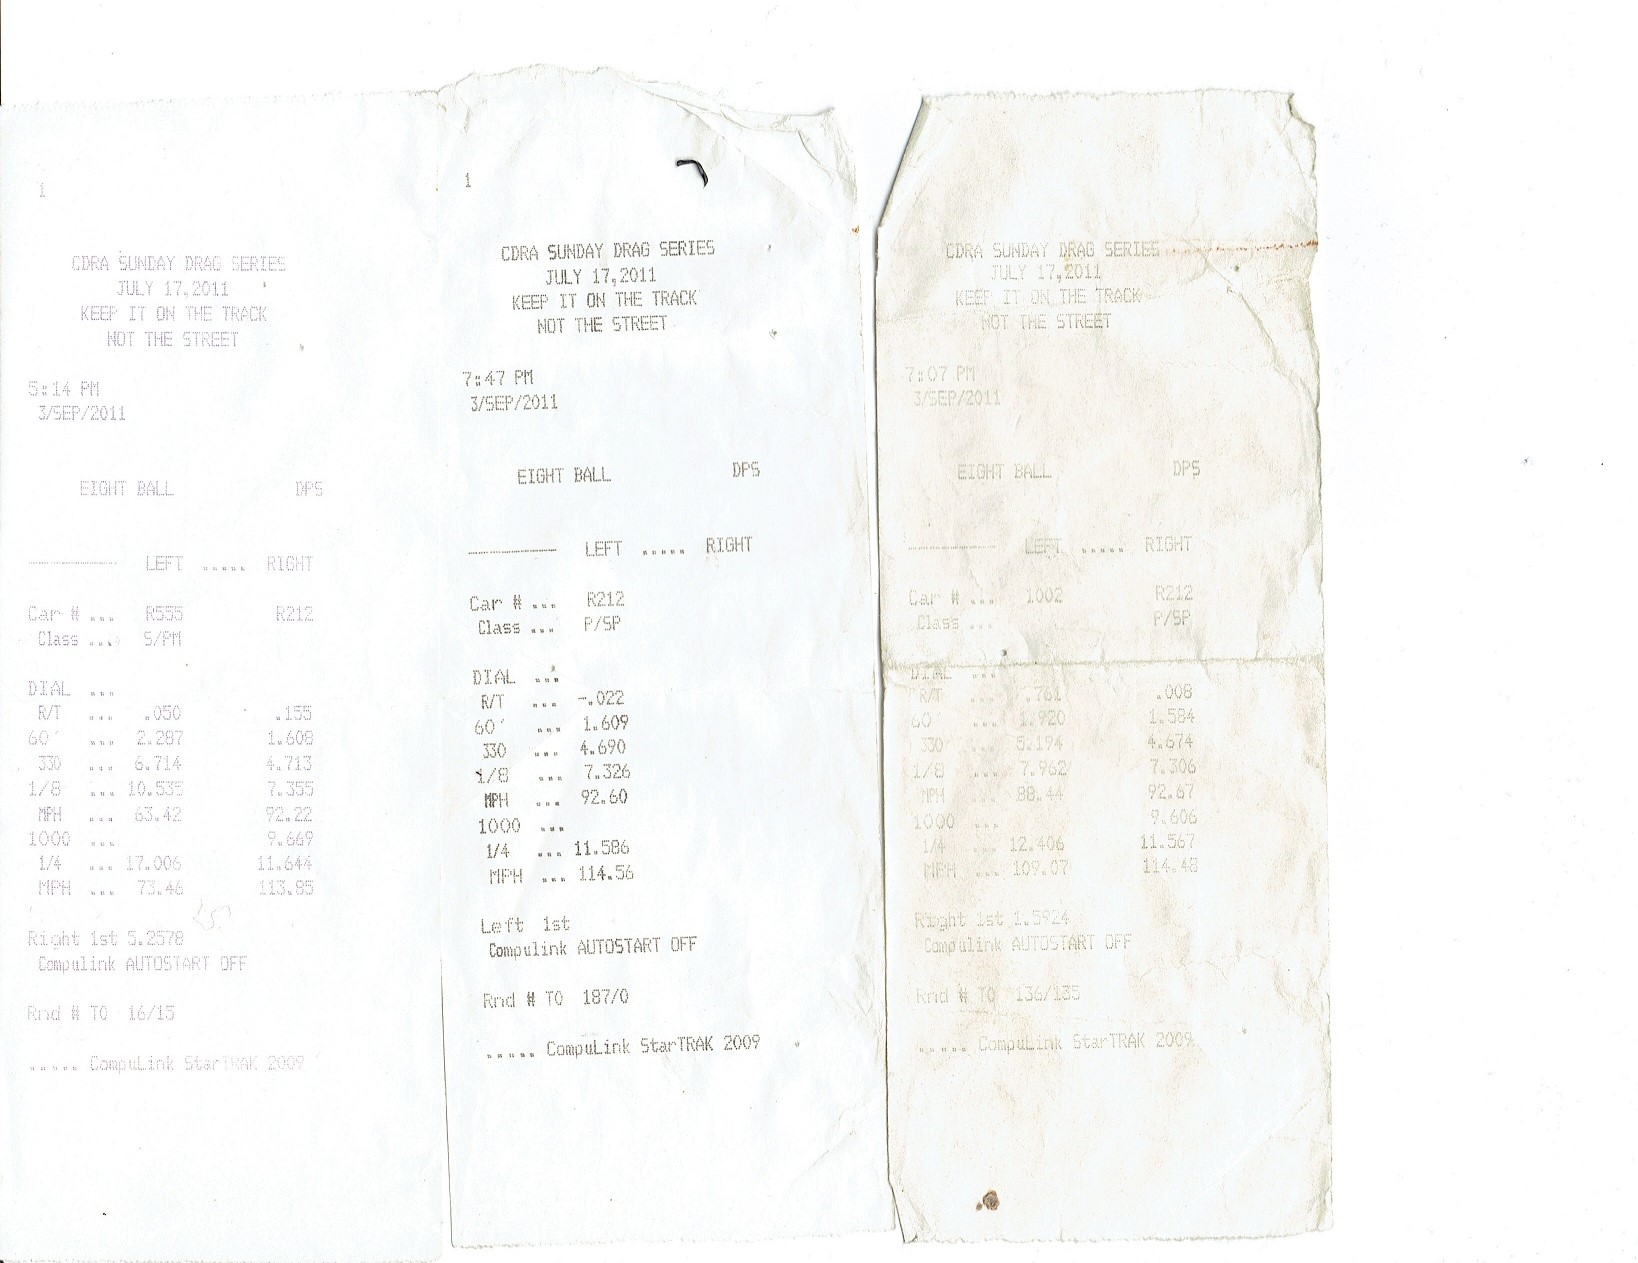 1
CDRA SUNDAY DRAG SERIES
JULY 17,2011
KEEP IT ON THE TRACK
NOT THE STREET
5:14 PM
3/SEP/2011
EIGHT BALL DPS
LEFT ..... RIGHT
Car # ... R555 R212
Class ... S/PM
DIAL ...
R/T ... .050 .155
60' ... 2.287 1.608
330 ... 6.714 4.713
1/8 ... 10.535 7.355
MPH ... 63.42 92.22
1000 ... 9.669
1/4 ... 17.006 11.644
MPH ... 73.46 113.85
Right 1st 5.2578
Compulink AUTOSTART OFF
Rnd # TO 16/15
..... CompuLink StarTRAK 2009
1
CDRA SUNDAY DRAG SERIES
JULY 17,2011
KEEP IT ON THE TRACK
NOT THE STREET
7:47 PM
3/SEP/2011
EIGHT BALL DPS
LEFT ..... RIGHT
Car # ... R212
Class ... P/SP
DIAL ...
R/T ... -.022
60' ... 1.609
330 ... 4.690
1/8 ... 7.326
MPH ... 92.60
1000 ...
1/4 ... 11.586
MPH ... 114.56
Left 1st
Compulink AUTOSTART OFF
Rnd # TO 187/0
..... CompuLink StarTRAK 2009
CDRA SUNDAY DRAG SERIES
JULY 17,2011
KEEP IT ON THE TRACK
NOT THE STREET
7:07 PM
3/SEP/2011
EIGHT BALL DPS
LEFT ..... RIGHT
Car # ... 1002 R212
Class ... P/SP
DIAL ...
R/T ... .761 .008
60' ... 1.920 1.584
330 ... 5.194 4.674
1/8 ... 7.962 7.306
MPH ... 88.44 92.67
1000 ... 9.606
1/4 ... 12.406 11.567
MPH ... 109.07 114.48
Right 1st 1.5924
Compulink AUTOSTART OFF
Rnd # TO 136/135
..... CompuLink StarTRAK 2009